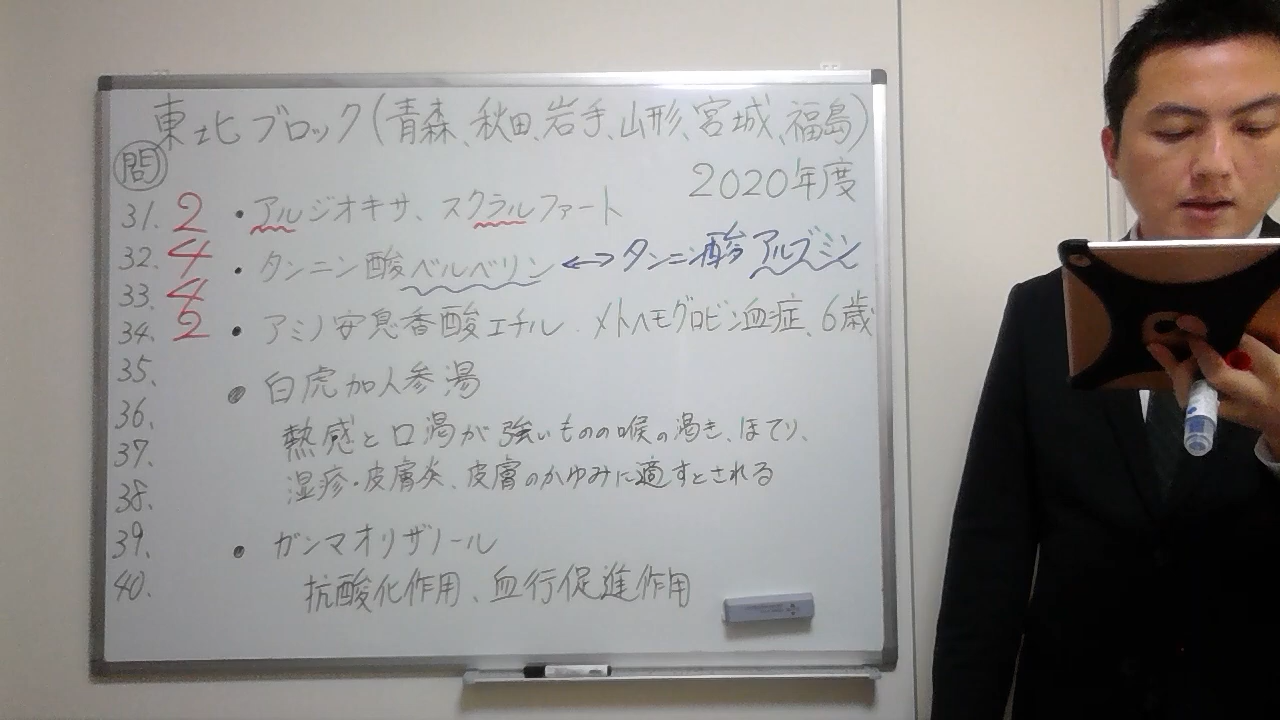 東北ブロック(青森、秋田、岩手、山形、宮城、福島)
2020年度
問
31. 2 ・アルジオキサ、スクラルファート
32. 4 ・タンニン酸ベルベリン ↔ タンニン酸アルブミン
33. 4
34. 2 ・アミノ安息香酸エチル、メトヘモグロビン血症、6歳
35.
・白虎加人参湯
36.
熱感と口渇が強いものの喉の渇き、ほてり、
37.
湿疹・皮膚炎、皮膚のかゆみに適すとされる
38.
39. ・ガンマオリザノール
40. 抗酸化作用、血行促進作用